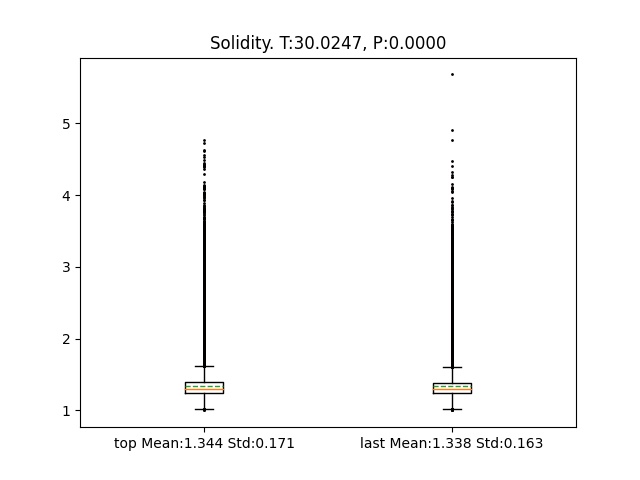 Solidity. T:30.0247, P:0.0000
5
4
3
2
1
top Mean:1.344 Std:0.171
last Mean:1.338 Std:0.163